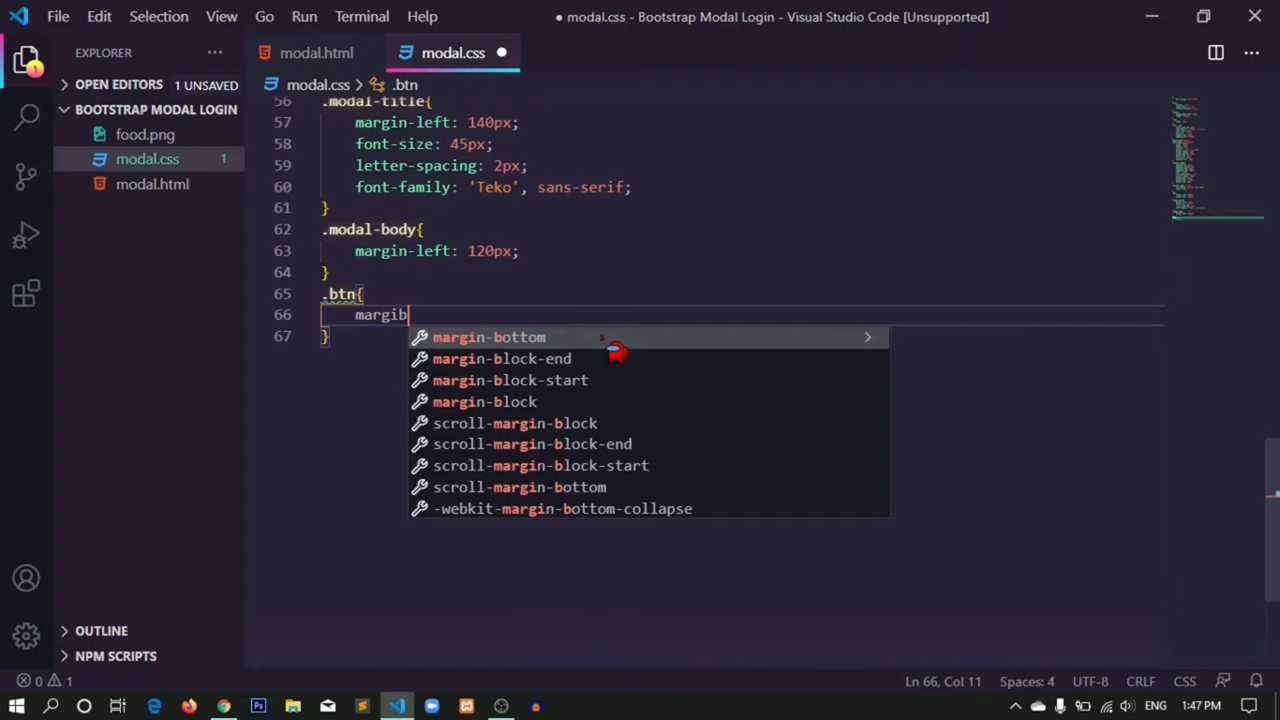 File Edit Selection View Go Run Terminal Help
● modal.css - Bootstrap Modal Login - Visual Studio Code [Unsupported]
EXPLORER
modal.html
modal.css
OPEN EDITORS 1 UNSAVED
modal.css > .btn
BOOTSTRAP MODAL LOGIN
food.png
modal.css 1
modal.html
56 .modal-title{
57 margin-left: 140px;
58 font-size: 45px;
59 letter-spacing: 2px;
60 font-family: 'Teko', sans-serif;
61 }
62 .modal-body{
63 margin-left: 120px;
64 }
65 .btn{
66 margib
67 }
margin-bottom
margin-block-end
margin-block-start
margin-block
scroll-margin-block
scroll-margin-block-end
scroll-margin-block-start
scroll-margin-bottom
-webkit-margin-bottom-collapse
OUTLINE
NPM SCRIPTS
0 1
Ln 66, Col 11 Spaces: 4 UTF-8 CRLF CSS
ENG 1:47 PM